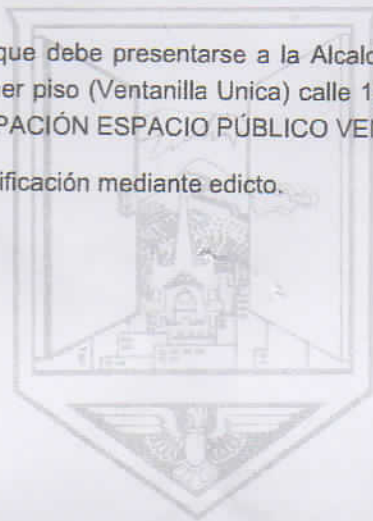 que debe presentarse a la Alcal
er piso (Ventanilla Unica) calle 1
PACIÓN ESPACIO PÚBLICO VE
ificación mediante edicto.